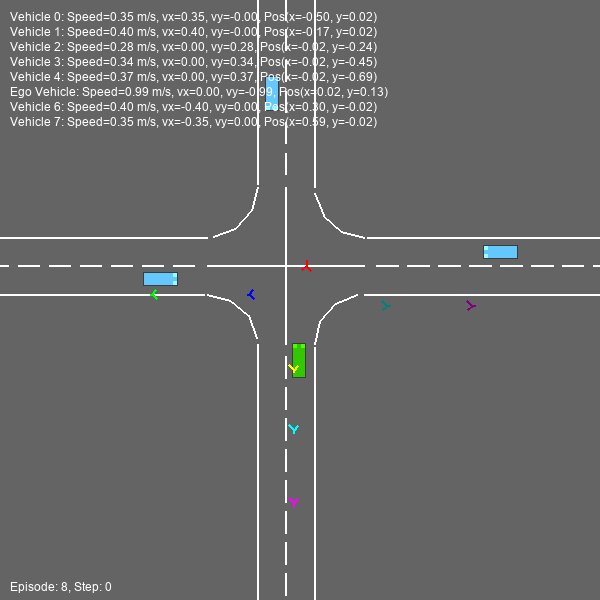 Vehicle 0: Speed=0.35 m/s, vx=0.35, vy=-0.00, Pos(x=-0.50, y=0.02)
Vehicle 1: Speed=0.40 m/s, vx=0.40, vy=-0.00, Pos(x=-0.17, y=0.02)
Vehicle 2: Speed=0.28 m/s, vx=0.00, vy=0.28, Pos(x=-0.02, y=-0.24)
Vehicle 3: Speed=0.34 m/s, vx=0.00, vy=0.34, Pos(x=-0.02, y=-0.45)
Vehicle 4: Speed=0.37 m/s, vx=0.00, vy=0.37, Pos(x=-0.02, y=-0.69)
Ego Vehicle: Speed=0.99 m/s, vx=0.00, vy=-0.99, Pos(x=0.02, y=0.13)
Vehicle 6: Speed=0.40 m/s, vx=-0.40, vy=0.00, Pos(x=0.30, y=-0.02)
Vehicle 7: Speed=0.35 m/s, vx=-0.35, vy=0.00, Pos(x=0.59, y=-0.02)
Episode: 8, Step: 0